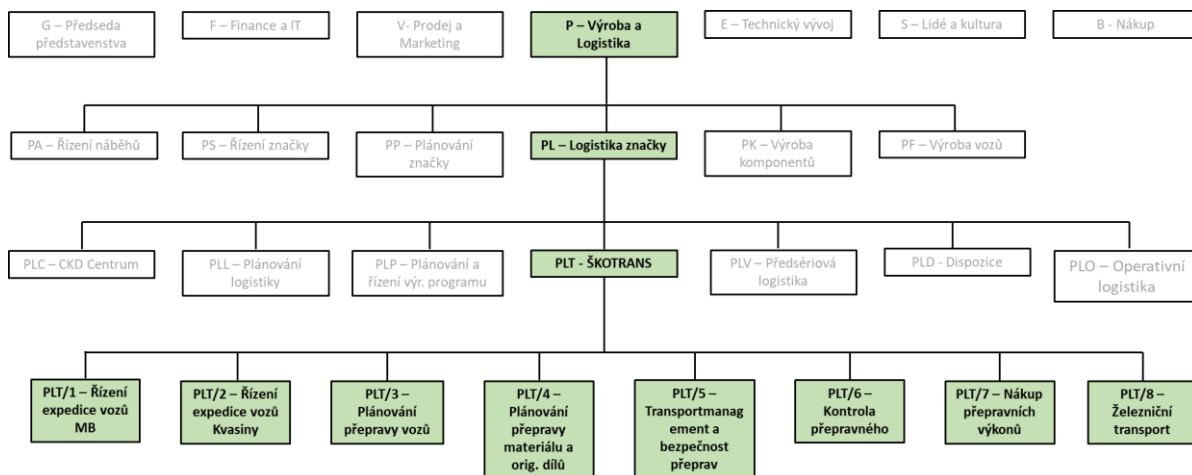 G – Předseda
představenstva
F – Finance a IT
V- Prodej a
Marketing
P – Výroba a
Logistika
E – Technický vývoj
S – Lidé a kultura
B - Nákup
PA – Řízení náběhů
PS – Řízení značky
PP – Plánování
značky
PL – Logistika značky
PK – Výroba
komponentů
PF – Výroba vozů
PLC – CKD Centrum
PLL – Plánování
logistiky
PLP – Plánování a
řízení výr. programu
PLT - ŠKOTRANS
PLV – Předsériová
logistika
PLD - Dispozice
PLO – Operativní
logistika
PLT/1 – Řízení
expedice vozů
MB
PLT/2 – Řízení
expedice vozů
Kvasiny
PLT/3 –
Plánování
přepravy vozů
PLT/4 –
Plánování
přepravy
materiálu a
orig. dílů
PLT/5 –
Transportmanag
ement a
bezpečnost
přeprav
PLT/6 –
Kontrola
přepravného
PLT/7 – Nákup
přepravních
výkonů
PLT/8 –
Železniční
transport